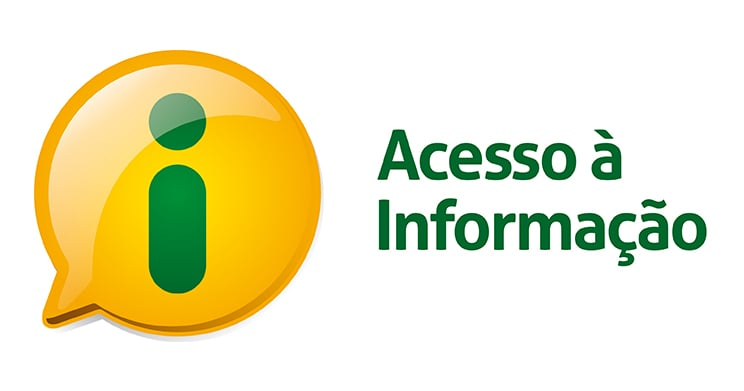 i
Acesso à
Informação